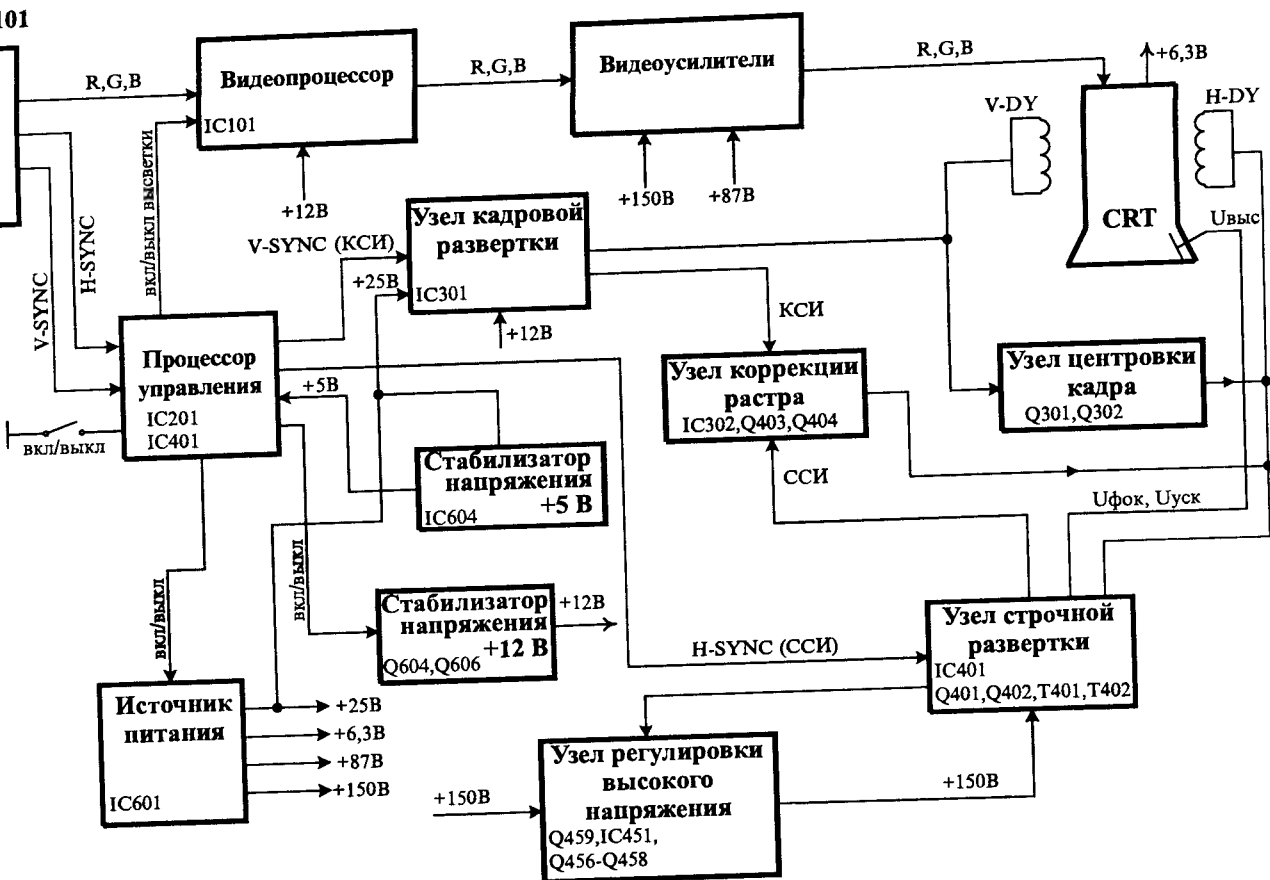 101
R,G,B
Видеопроцессор
IC101
+12В
R,G,B
Видеоусилители
+150В
+87В
R,G,B
+6,3В
V-DY
H-DY
CRT
Uвыс
вкл/выкл высветки
H-SYNC
V-SYNC
V-SYNC (КСИ)
+25В
Узел кадровой
развертки
IC301
+12В
КСИ
Процессор
управления
IC201
IC401
+5В
вкл/выкл
Узел коррекции
растра
IC302,Q403,Q404
Узел центровки
кадра
Q301,Q302
ССИ
Uфок, Uуск
Стабилизатор
напряжения
+5 В
IC604
вкл/выкл
вкл/выкл
Стабилизатор
напряжения
+12 В
Q604,Q606
+12В
H-SYNC (ССИ)
Узел строчной
развертки
IC401
Q401,Q402,T401,T402
Источник
питания
IC601
+25В
+6,3В
+87В
+150В
+150В
Узел регулировки
высокого
напряжения
Q459,IC451,
Q456-Q458
+150В